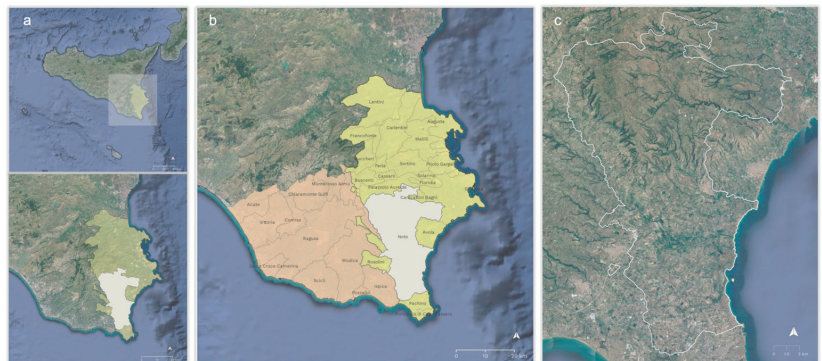 a
b
c
Lentini
Carlentini
Augusta
Francofonte
Melilli
Buccheri
Ferla
Sortino
Priolo Gargallo
Cassaro
Solarino
Floridia
Buscemi
Palazzolo Acreide
Canicattini Bagni
Monterosso Almo
Chiaramonte Gulfi
Acate
Vittoria
Comiso
Ragusa
Noto
Avola
Modica
Rosolini
Santa Croce Camerina
Scicli
Ispica
Pozzallo
Pachino
0 10 20 km